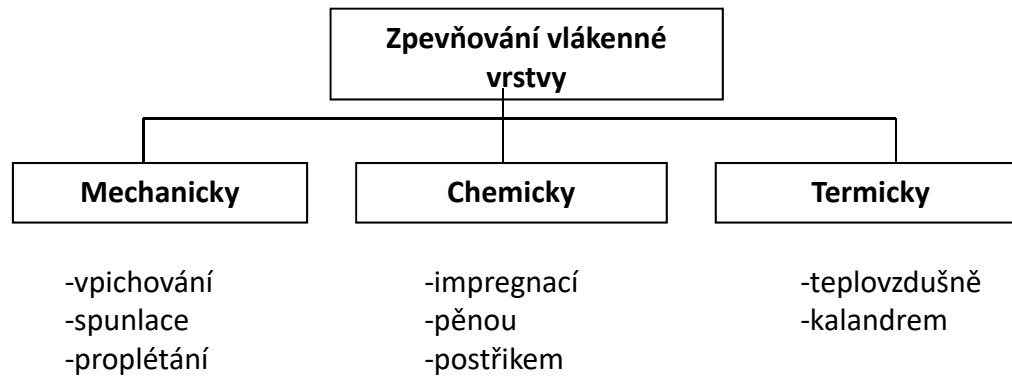 Zpevňování vlákenné
vrstvy
Mechanicky
Chemicky
Termicky
-vpichování
-spunlace
-proplétání
-impregnací
-pěnou
-postřikem
-teplovzdušně
-kalandrem